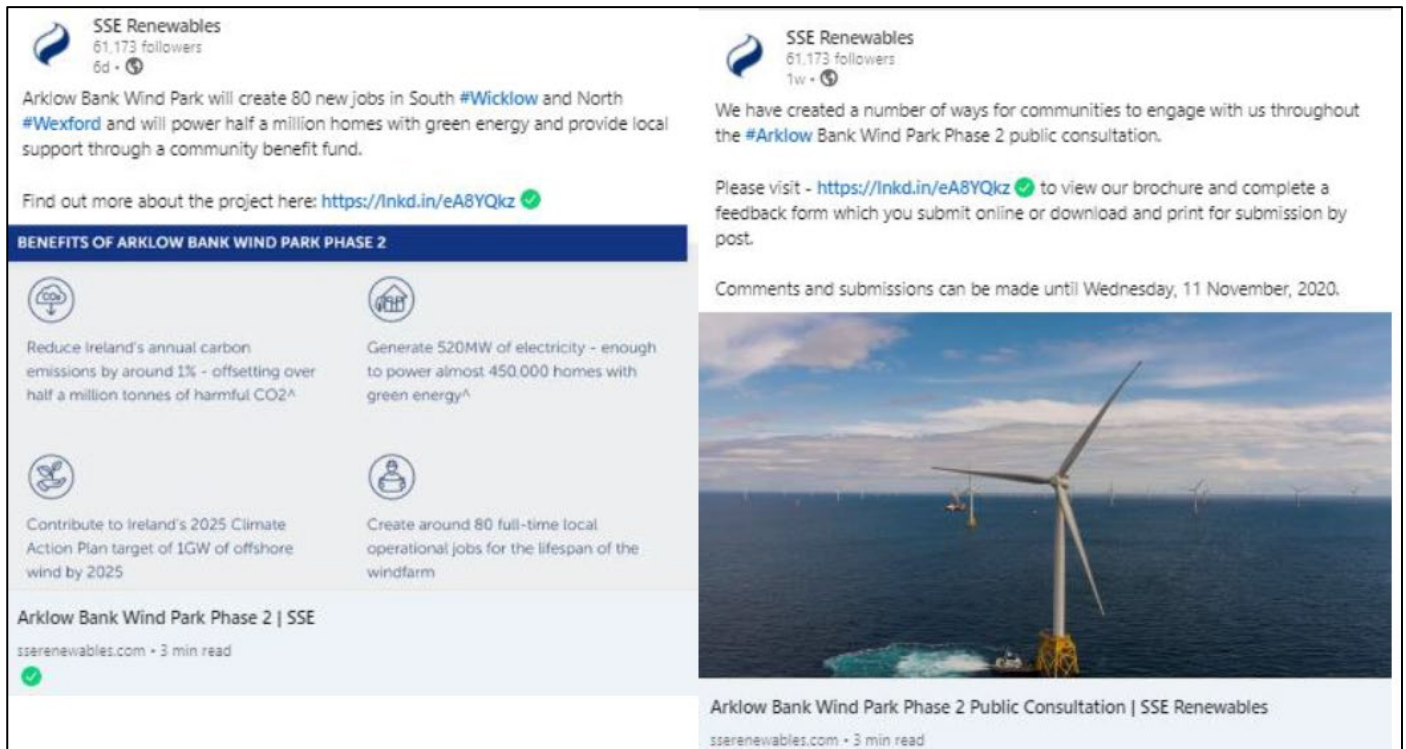 SSE Renewables
61,173 followers
6d •
Arklow Bank Wind Park will create 80 new jobs in South #Wicklow and North
#Wexford and will power half a million homes with green energy and provide local
support through a community benefit fund.
Find out more about the project here: https://lnkd.in/eA8YQkz
BENEFITS OF ARKLOW BANK WIND PARK PHASE 2
CO₂
Reduce Ireland's annual carbon
emissions by around 1% - offsetting over
half a million tonnes of harmful CO2^
Generate 520MW of electricity - enough
to power almost 450,000 homes with
green energy^
Contribute to Ireland's 2025 Climate
Action Plan target of 1GW of offshore
wind by 2025
Create around 80 full-time local
operational jobs for the lifespan of the
windfarm
Arklow Bank Wind Park Phase 2 | SSE
sserenewables.com • 3 min read
SSE Renewables
61,173 followers
1w •
We have created a number of ways for communities to engage with us throughout
the #Arklow Bank Wind Park Phase 2 public consultation.
Please visit - https://lnkd.in/eA8YQkz to view our brochure and complete a
feedback form which you submit online or download and print for submission by
post.
Comments and submissions can be made until Wednesday, 11 November, 2020.
Arklow Bank Wind Park Phase 2 Public Consultation | SSE Renewables
sserenewables.com • 3 min read